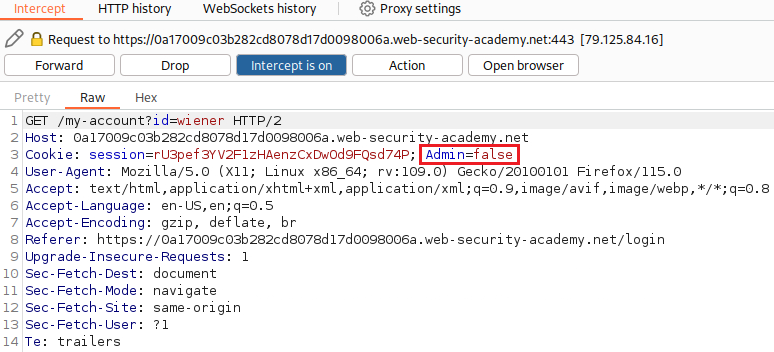 Intercept HTTP history WebSockets history Proxy settings
Request to https://0a17009c03b282cd8078d17d0098006a.web-security-academy.net:443 [79.125.84.16]
Forward Drop Intercept is on Action Open browser
Pretty Raw Hex
1 GET /my-account?id=wiener HTTP/2
2 Host: 0a17009c03b282cd8078d17d0098006a.web-security-academy.net
3 Cookie: session=rU3pef3YV2FlzHAenzCxDwOd9FQsd74P; Admin=false
4 User-Agent: Mozilla/5.0 (X11; Linux x86_64; rv:109.0) Gecko/20100101 Firefox/115.0
5 Accept: text/html,application/xhtml+xml,application/xml;q=0.9,image/avif,image/webp,*/*;q=0.8
6 Accept-Language: en-US,en;q=0.5
7 Accept-Encoding: gzip, deflate, br
8 Referer: https://0a17009c03b282cd8078d17d0098006a.web-security-academy.net/login
9 Upgrade-Insecure-Requests: 1
10 Sec-Fetch-Dest: document
11 Sec-Fetch-Mode: navigate
12 Sec-Fetch-Site: same-origin
13 Sec-Fetch-User: ?1
14 Te: trailers